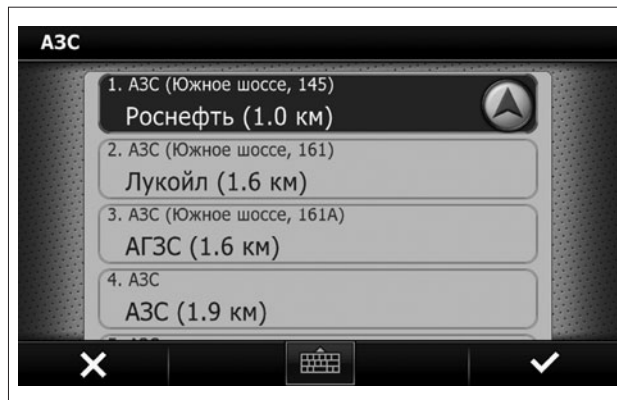 АЗС
1. АЗС (Южное шоссе, 145)
Роснефть (1.0 км)
2. АЗС (Южное шоссе, 161)
Лукойл (1.6 км)
3. АЗС (Южное шоссе, 161А)
АГЗС (1.6 км)
4. АЗС
АЗС (1.9 км)